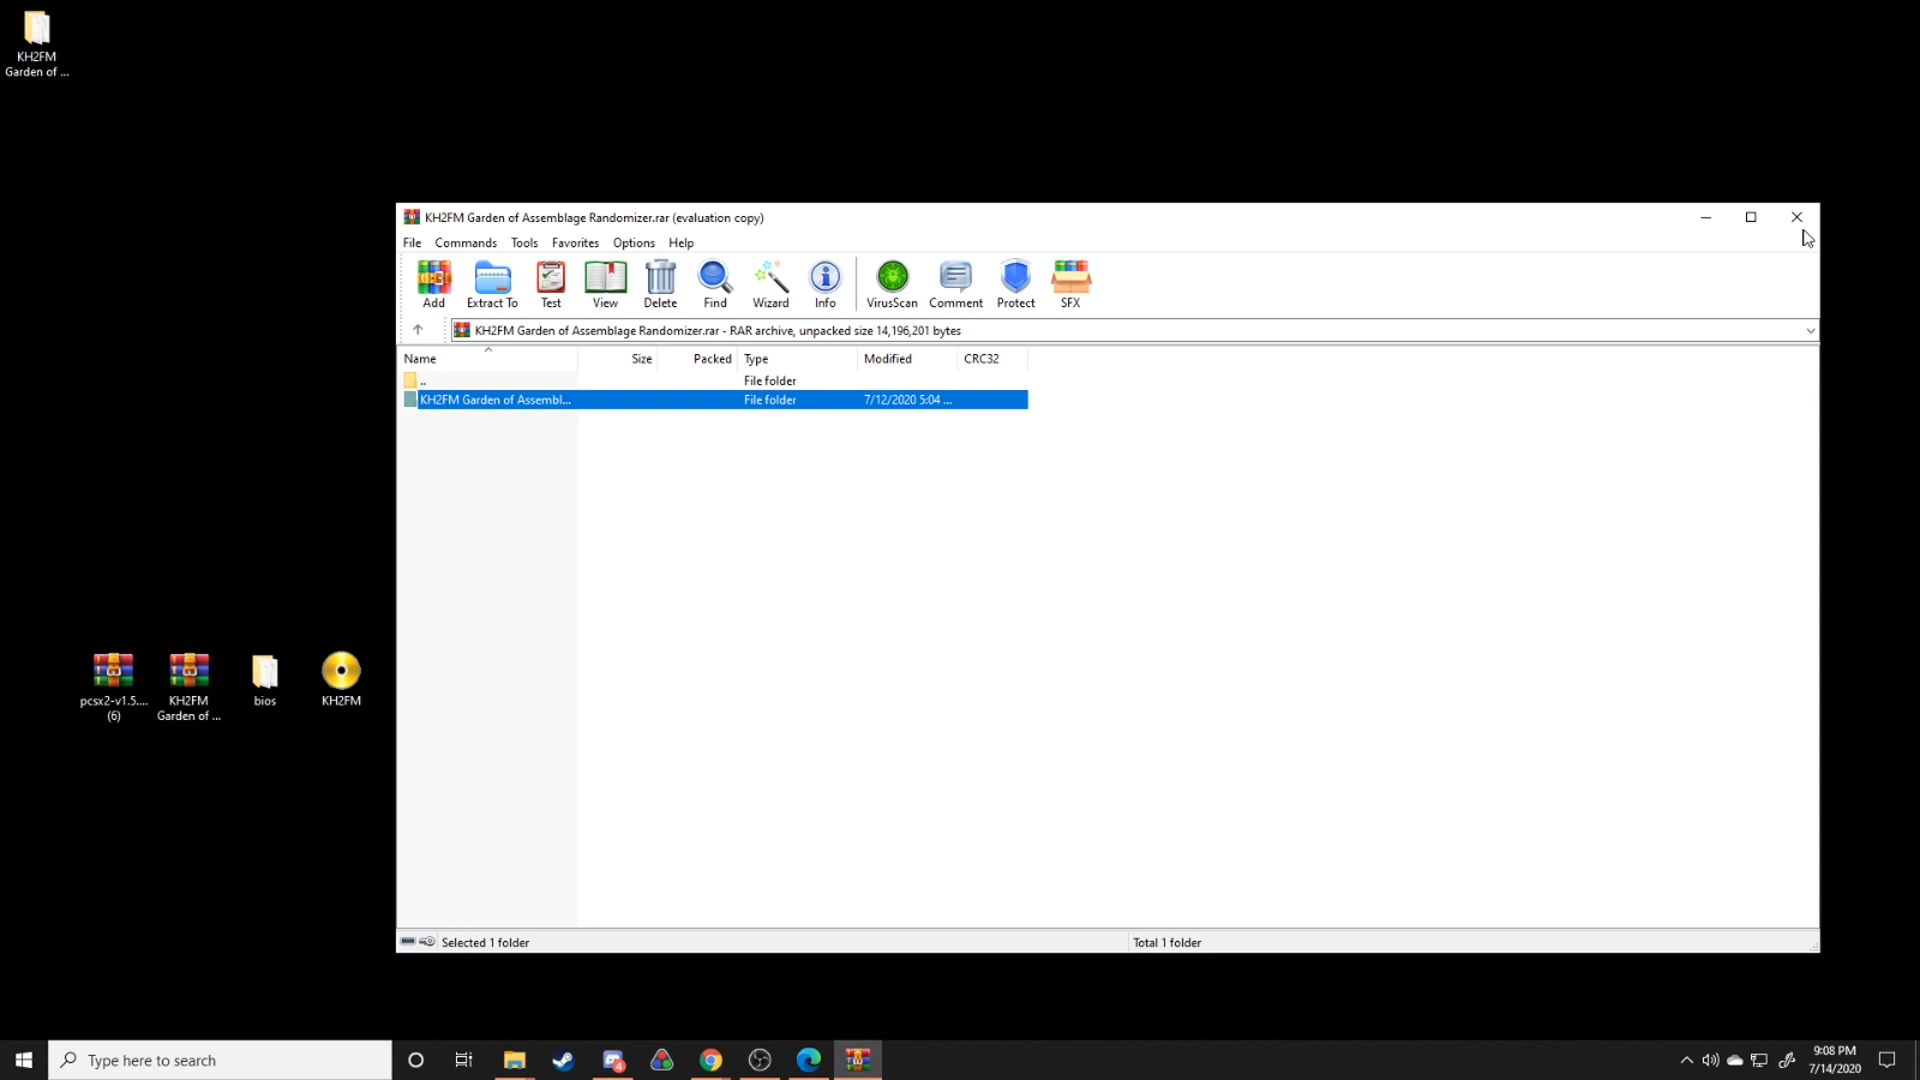 KH2FM
Garden of ...
KH2FM Garden of Assemblage Randomizer.rar (evaluation copy)
File Commands Tools Favorites Options Help
Add Extract To Test View Delete Find Wizard Info VirusScan Comment Protect SFX
KH2FM Garden of Assemblage Randomizer.rar - RAR archive, unpacked size 14,196,201 bytes
Name Size Packed Type Modified CRC32
.. File folder
KH2FM Garden of Assembl... File folder 7/12/2020 5:04 ...
pcsx2-v1.5.... KH2FM bios KH2FM
(6) Garden of ...
Selected 1 folder Total 1 folder
Type here to search
4
9:08 PM
7/14/2020